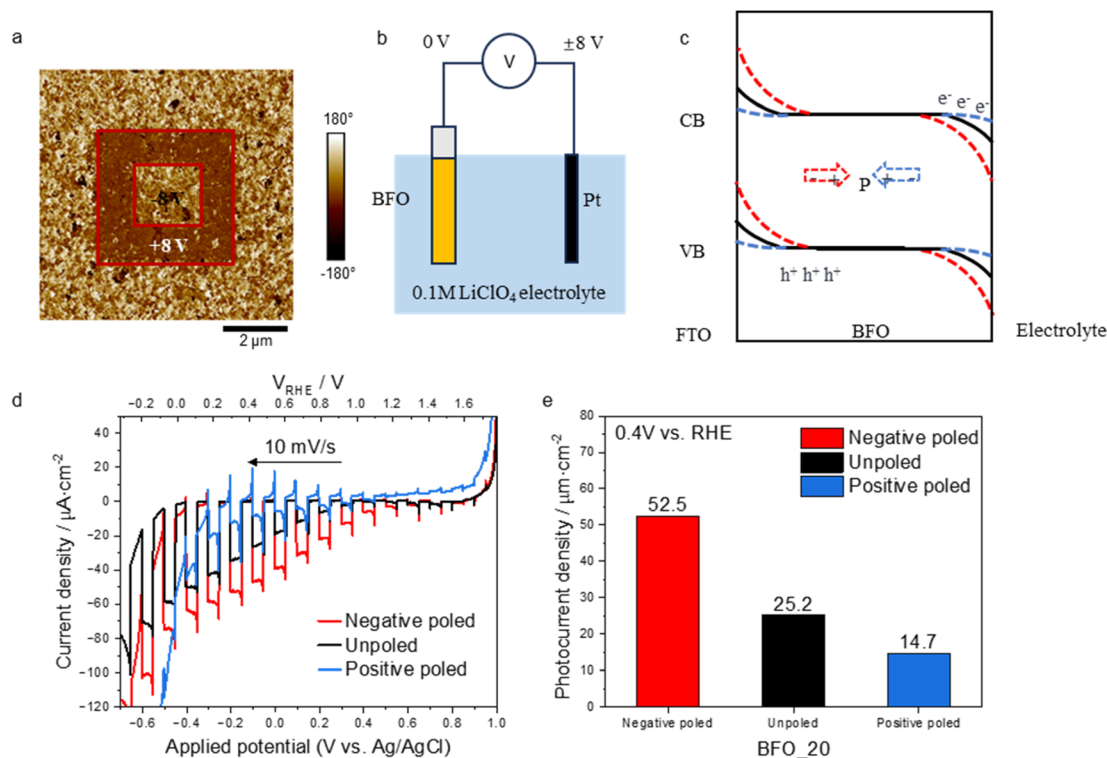 a
180°
-8 V
+8 V
-180°
2 μm
b
0 V
±8 V
V
BFO
Pt
0.1M LiClO₄ electrolyte
c
e⁻ e⁻ e⁻
CB
- + P + -
VB
h⁺ h⁺ h⁺
FTO
BFO
Electrolyte
d
V_RHE / V
-0.2 0.0 0.2 0.4 0.6 0.8 1.0 1.2 1.4 1.6
10 mV/s
40
20
0
−20
−40
−60
−80
−100
−120
Current density / μA·cm⁻²
Negative poled
Unpoled
Positive poled
−0.6 −0.4 −0.2 0.0 0.2 0.4 0.6 0.8 1.0
Applied potential (V vs. Ag/AgCl)
e
0.4V vs. RHE
Negative poled
Unpoled
Positive poled
80
70
60
50
40
30
20
10
0
Photocurrent density / μm·cm⁻²
52.5
25.2
14.7
Negative poled
Unpoled
Positive poled
BFO_20